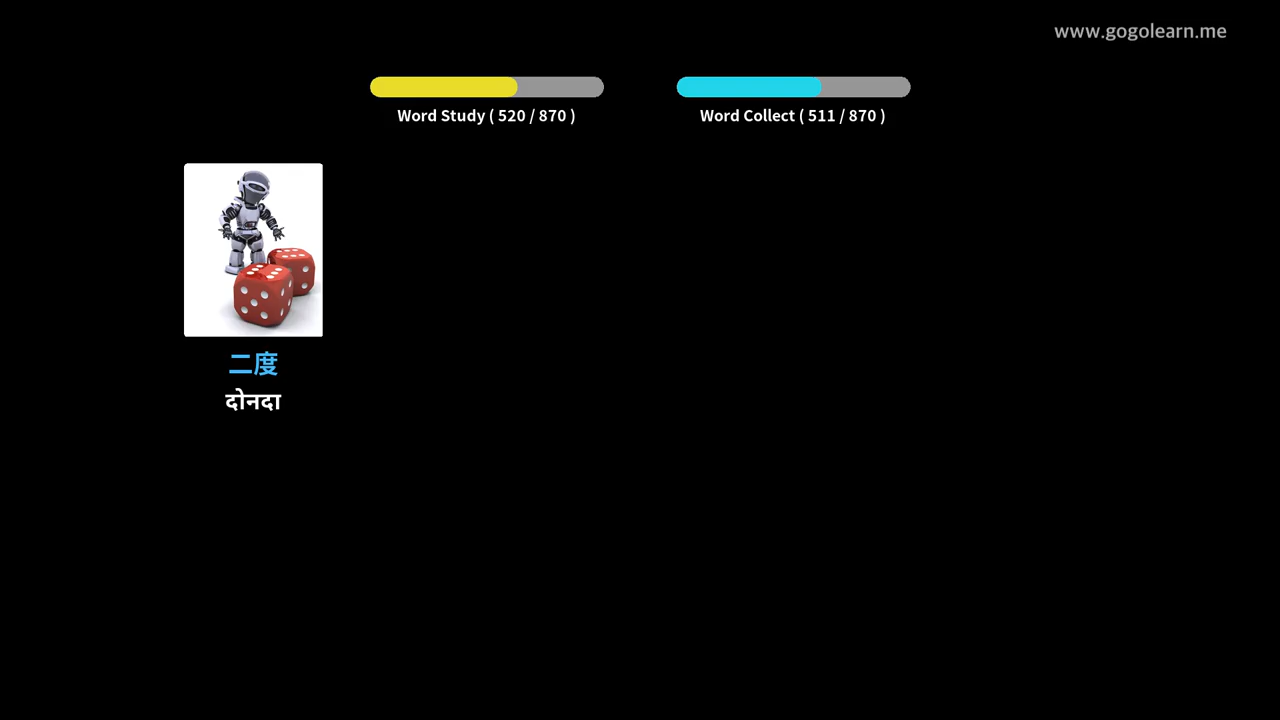 www.gogolearn.me
Word Study ( 520 / 870 )
Word Collect ( 511 / 870 )
二度
दोनदा